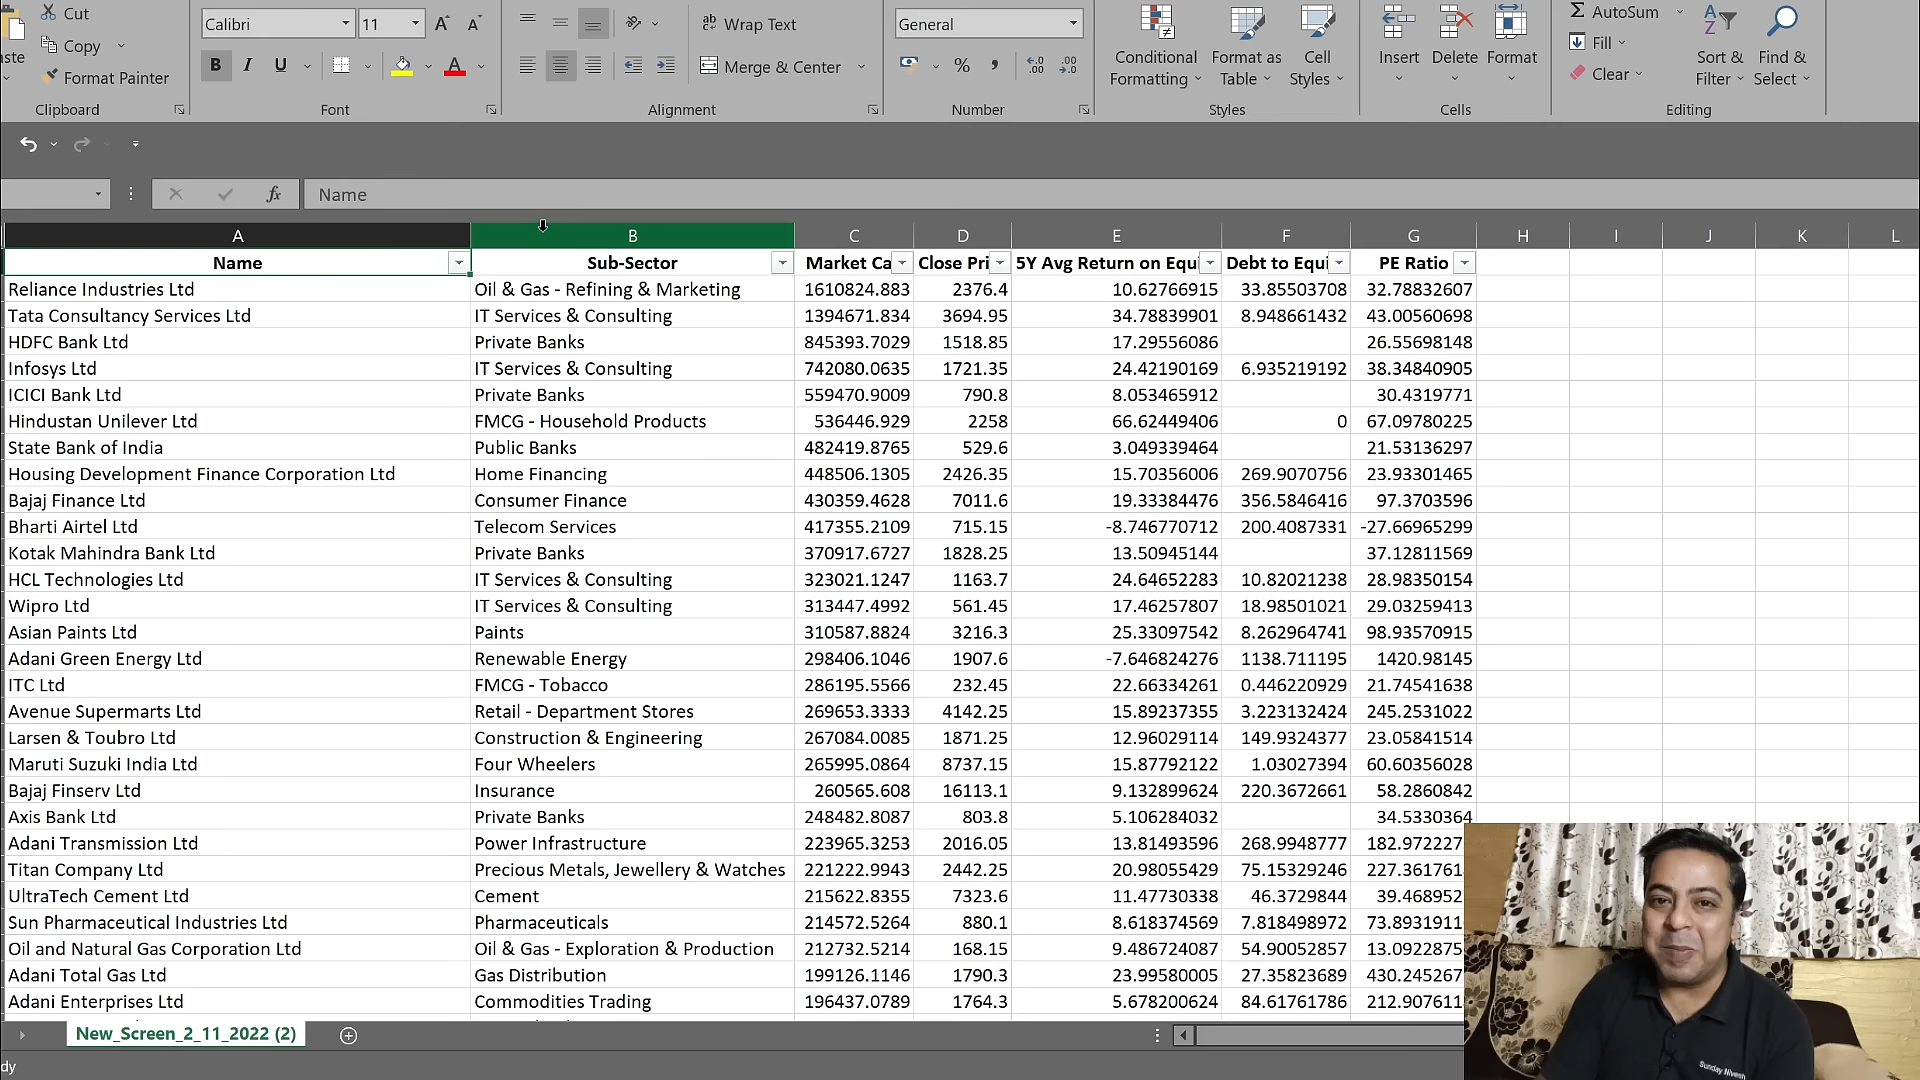 Cut
Copy
Format Painter
Clipboard
Calibri 11
B I U
Font
Wrap Text
Merge & Center
Alignment
General
Number
Conditional Formatting
Format as Table
Cell Styles
Styles
Insert Delete Format
Cells
AutoSum
Fill
Clear
Sort & Filter
Find & Select
Editing
fx Name
A B C D E F G H I J K L
Name Sub-Sector Market Ca Close Pri 5Y Avg Return on Equi Debt to Equi PE Ratio
Reliance Industries Ltd Oil & Gas - Refining & Marketing 1610824.883 2376.4 10.62766915 33.85503708 32.78832607
Tata Consultancy Services Ltd IT Services & Consulting 1394671.834 3694.95 34.78839901 8.948661432 43.00560698
HDFC Bank Ltd Private Banks 845393.7029 1518.85 17.29556086 26.55698148
Infosys Ltd IT Services & Consulting 742080.0635 1721.35 24.42190169 6.935219192 38.34840905
ICICI Bank Ltd Private Banks 559470.9009 790.8 8.053465912 30.4319771
Hindustan Unilever Ltd FMCG - Household Products 536446.929 2258 66.62449406 0 67.09780225
State Bank of India Public Banks 482419.8765 529.6 3.049339464 21.53136297
Housing Development Finance Corporation Ltd Home Financing 448506.1305 2426.35 15.70356006 269.9070756 23.93301465
Bajaj Finance Ltd Consumer Finance 430359.4628 7011.6 19.33384476 356.5846416 97.3703596
Bharti Airtel Ltd Telecom Services 417355.2109 715.15 -8.746770712 200.4087331 -27.66965299
Kotak Mahindra Bank Ltd Private Banks 370917.6727 1828.25 13.50945144 37.12811569
HCL Technologies Ltd IT Services & Consulting 323021.1247 1163.7 24.64652283 10.82021238 28.98350154
Wipro Ltd IT Services & Consulting 313447.4992 561.45 17.46257807 18.98501021 29.03259413
Asian Paints Ltd Paints 310587.8824 3216.3 25.33097542 8.262964741 98.93570915
Adani Green Energy Ltd Renewable Energy 298406.1046 1907.6 -7.646824276 1138.711195 1420.98145
ITC Ltd FMCG - Tobacco 286195.5566 232.45 22.66334261 0.446220929 21.74541638
Avenue Supermarts Ltd Retail - Department Stores 269653.3333 4142.25 15.89237355 3.223132424 245.2531022
Larsen & Toubro Ltd Construction & Engineering 267084.0085 1871.25 12.96029114 149.9324377 23.05841514
Maruti Suzuki India Ltd Four Wheelers 265995.0864 8737.15 15.87792122 1.03027394 60.60356028
Bajaj Finserv Ltd Insurance 260565.608 16113.1 9.132899624 220.3672661 58.2860842
Axis Bank Ltd Private Banks 248482.8087 803.8 5.106284032 34.5330364
Adani Transmission Ltd Power Infrastructure 223965.3253 2016.05 13.81493596 268.9948777 182.972227
Titan Company Ltd Precious Metals, Jewellery & Watches 221222.9943 2442.25 20.98055429 75.15329246 227.361761
UltraTech Cement Ltd Cement 215622.8355 7323.6 11.47730338 46.3729844 39.468952
Sun Pharmaceutical Industries Ltd Pharmaceuticals 214572.5264 880.1 8.618374569 7.818498972 73.8931911
Oil and Natural Gas Corporation Ltd Oil & Gas - Exploration & Production 212732.5214 168.15 9.486724087 54.90052857 13.0922875
Adani Total Gas Ltd Gas Distribution 199126.1146 1790.3 23.99580005 27.35823689 430.245267
Adani Enterprises Ltd Commodities Trading 196437.0789 1764.3 5.678200624 84.61761786 212.907611
New_Screen_2_11_2022 (2)
dy
Sunday Nivesh